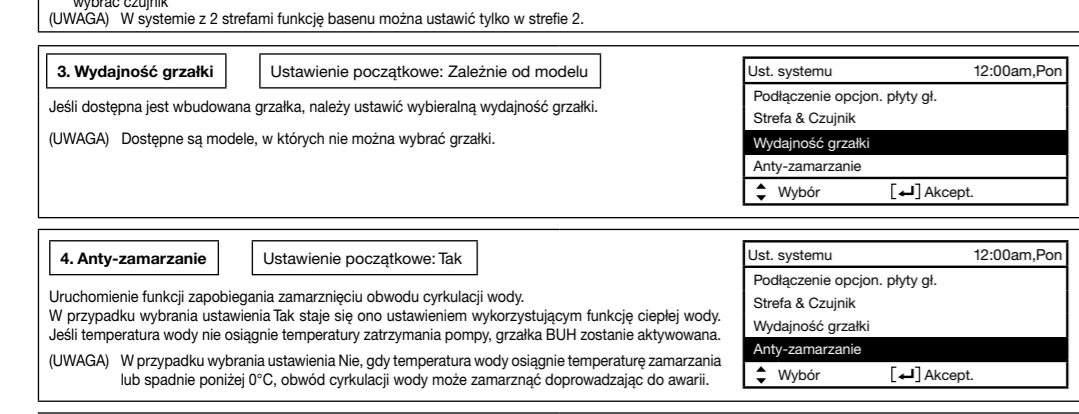 wybrać czujnik
(UWAGA) W systemie z 2 strefami funkcję basenu można ustawić tylko w strefie 2.
3. Wydajność grzałki
Ustawienie początkowe: Zależnie od modelu
Jeśli dostępna jest wbudowana grzałka, należy ustawić wybieralną wydajność grzałki.
(UWAGA) Dostępne są modele, w których nie można wybrać grzałki.
Ust. systemu 12:00am,Pon
Podłączenie opcjon. płyty gł.
Strefa & Czujnik
Wydajność grzałki
Anty-zamarzanie
Wybór [↵] Akcept.
4. Anty-zamarzanie
Ustawienie początkowe: Tak
Uruchomienie funkcji zapobiegania zamarznięciu obwodu cyrkulacji wody.
W przypadku wybrania ustawienia Tak staje się ono ustawieniem wykorzystującym funkcję ciepłej wody.
Jeśli temperatura wody nie osiągnie temperatury zatrzymania pompy, grzałka BUH zostanie aktywowana.
(UWAGA) W przypadku wybrania ustawienia Nie, gdy temperatura wody osiągnie temperaturę zamarzania
lub spadnie poniżej 0°C, obwód cyrkulacji wody może zamarznąć doprowadzając do awarii.
Ust. systemu 12:00am,Pon
Podłączenie opcjon. płyty gł.
Strefa & Czujnik
Wydajność grzałki
Anty-zamarzanie
Wybór [↵] Akcept.